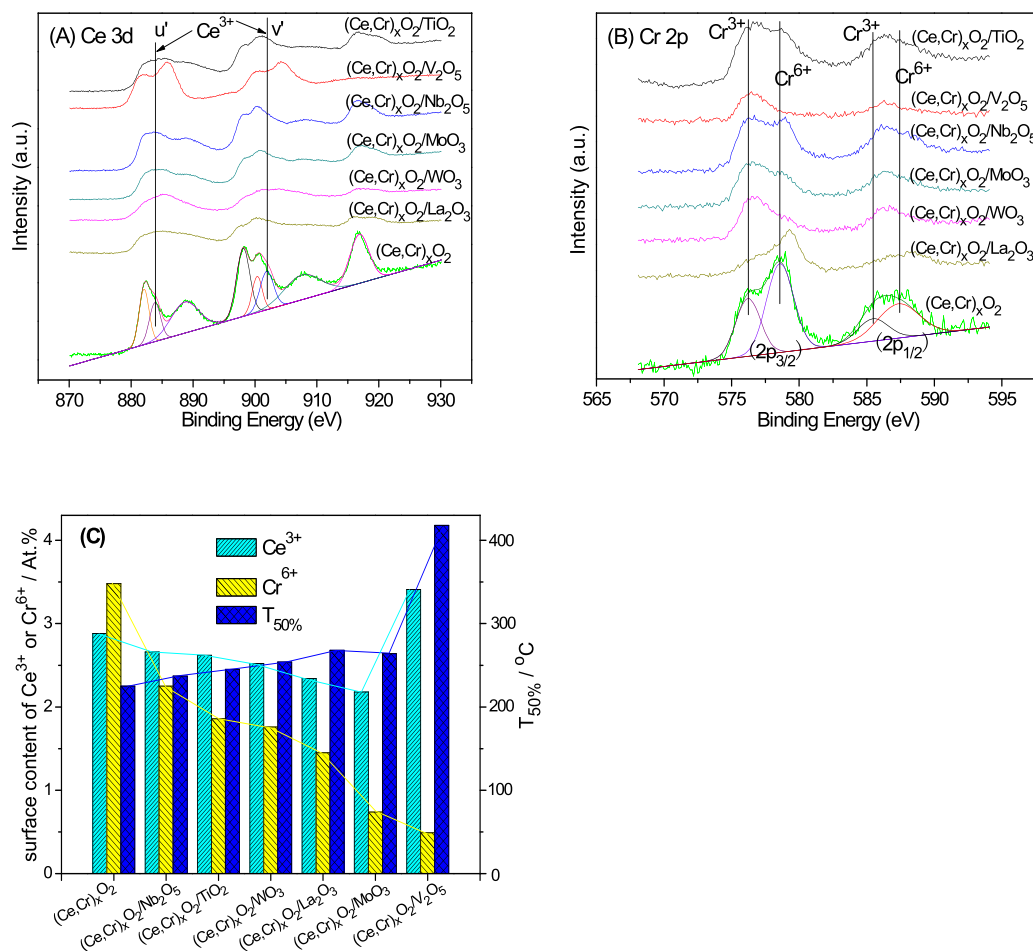 (A) Ce 3d
u'
Ce³⁺
v'
(Ce,Cr)ₓO₂/TiO₂
(Ce,Cr)ₓO₂/V₂O₅
(Ce,Cr)ₓO₂/Nb₂O₅
(Ce,Cr)ₓO₂/MoO₃
(Ce,Cr)ₓO₂/WO₃
(Ce,Cr)ₓO₂/La₂O₃
(Ce,Cr)ₓO₂
Intensity (a.u.)
870 880 890 900 910 920 930
Binding Energy (eV)
(B) Cr 2p
Cr³⁺
Cr⁶⁺
Cr³⁺
Cr⁶⁺
(Ce,Cr)ₓO₂/TiO₂
(Ce,Cr)ₓO₂/V₂O₅
(Ce,Cr)ₓO₂/Nb₂O₅
(Ce,Cr)ₓO₂/MoO₃
(Ce,Cr)ₓO₂/WO₃
(Ce,Cr)ₓO₂/La₂O₃
(Ce,Cr)ₓO₂
(2p₃/₂)
(2p₁/₂)
Intensity (a.u.)
565 570 575 580 585 590 595
Binding Energy (eV)
(C)
Ce³⁺
Cr⁶⁺
T₅₀%
surface content of Ce³⁺ or Cr⁶⁺ / At.%
4
3
2
1
0
400
300
200
100
0
T₅₀% / °C
(Ce,Cr)ₓO₂
(Ce,Cr)ₓO₂/Nb₂O₅
(Ce,Cr)ₓO₂/TiO₂
(Ce,Cr)ₓO₂/WO₃
(Ce,Cr)ₓO₂/La₂O₃
(Ce,Cr)ₓO₂/MoO₃
(Ce,Cr)ₓO₂/V₂O₅